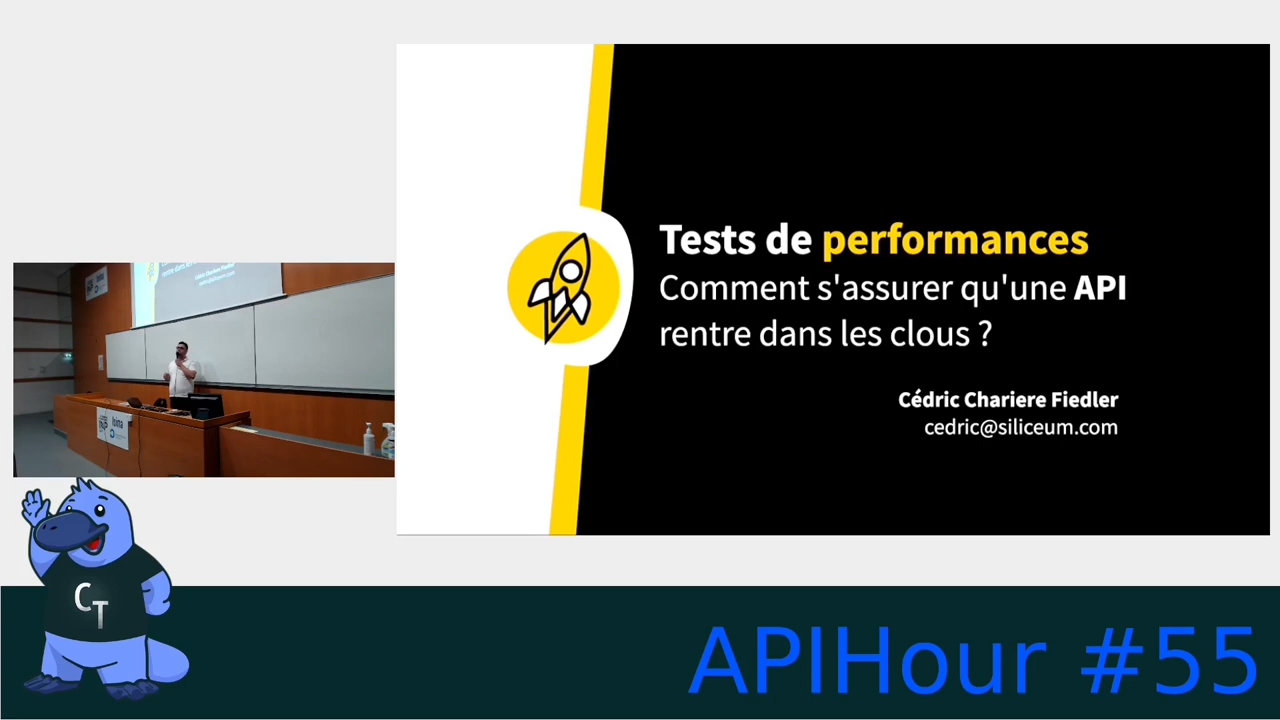 Tests de performances
Comment s'assurer qu'une API
rentre dans les clous ?
Cédric Chariere Fiedler
cedric@siliceum.com
isima
CT
APIHour #55